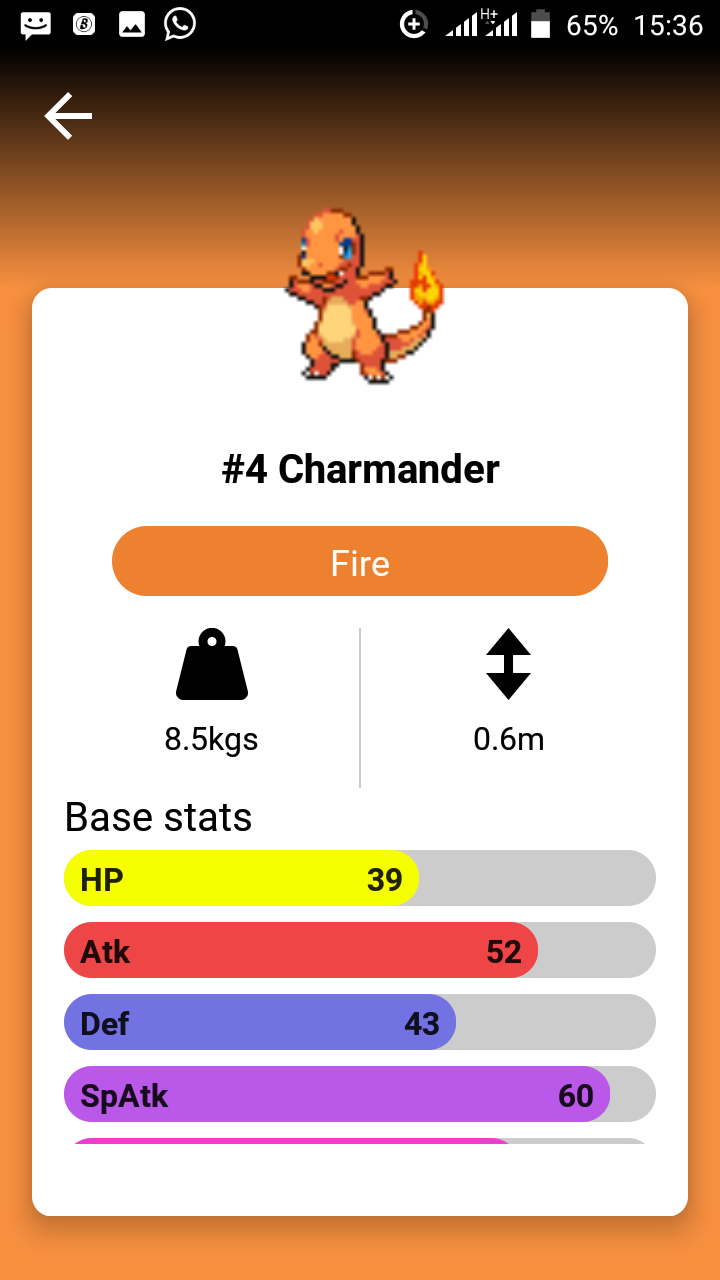 H+ 65% 15:36
#4 Charmander
Fire
8.5kgs 0.6m
Base stats
HP 39
Atk 52
Def 43
SpAtk 60